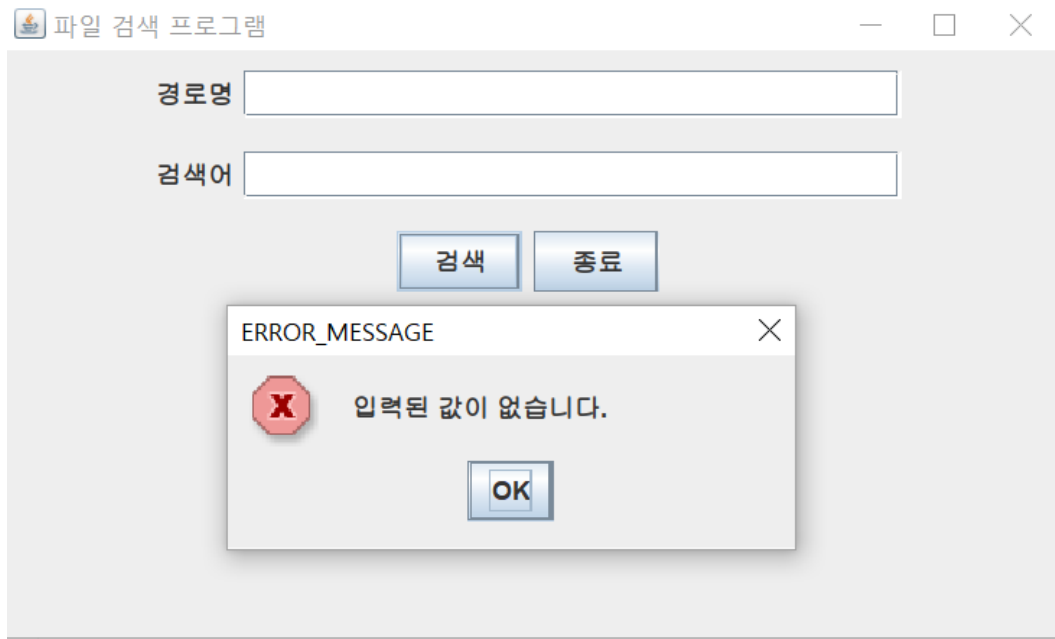 파일 검색 프로그램
경로명
검색어
검색 종료
ERROR_MESSAGE
입력된 값이 없습니다.
OK